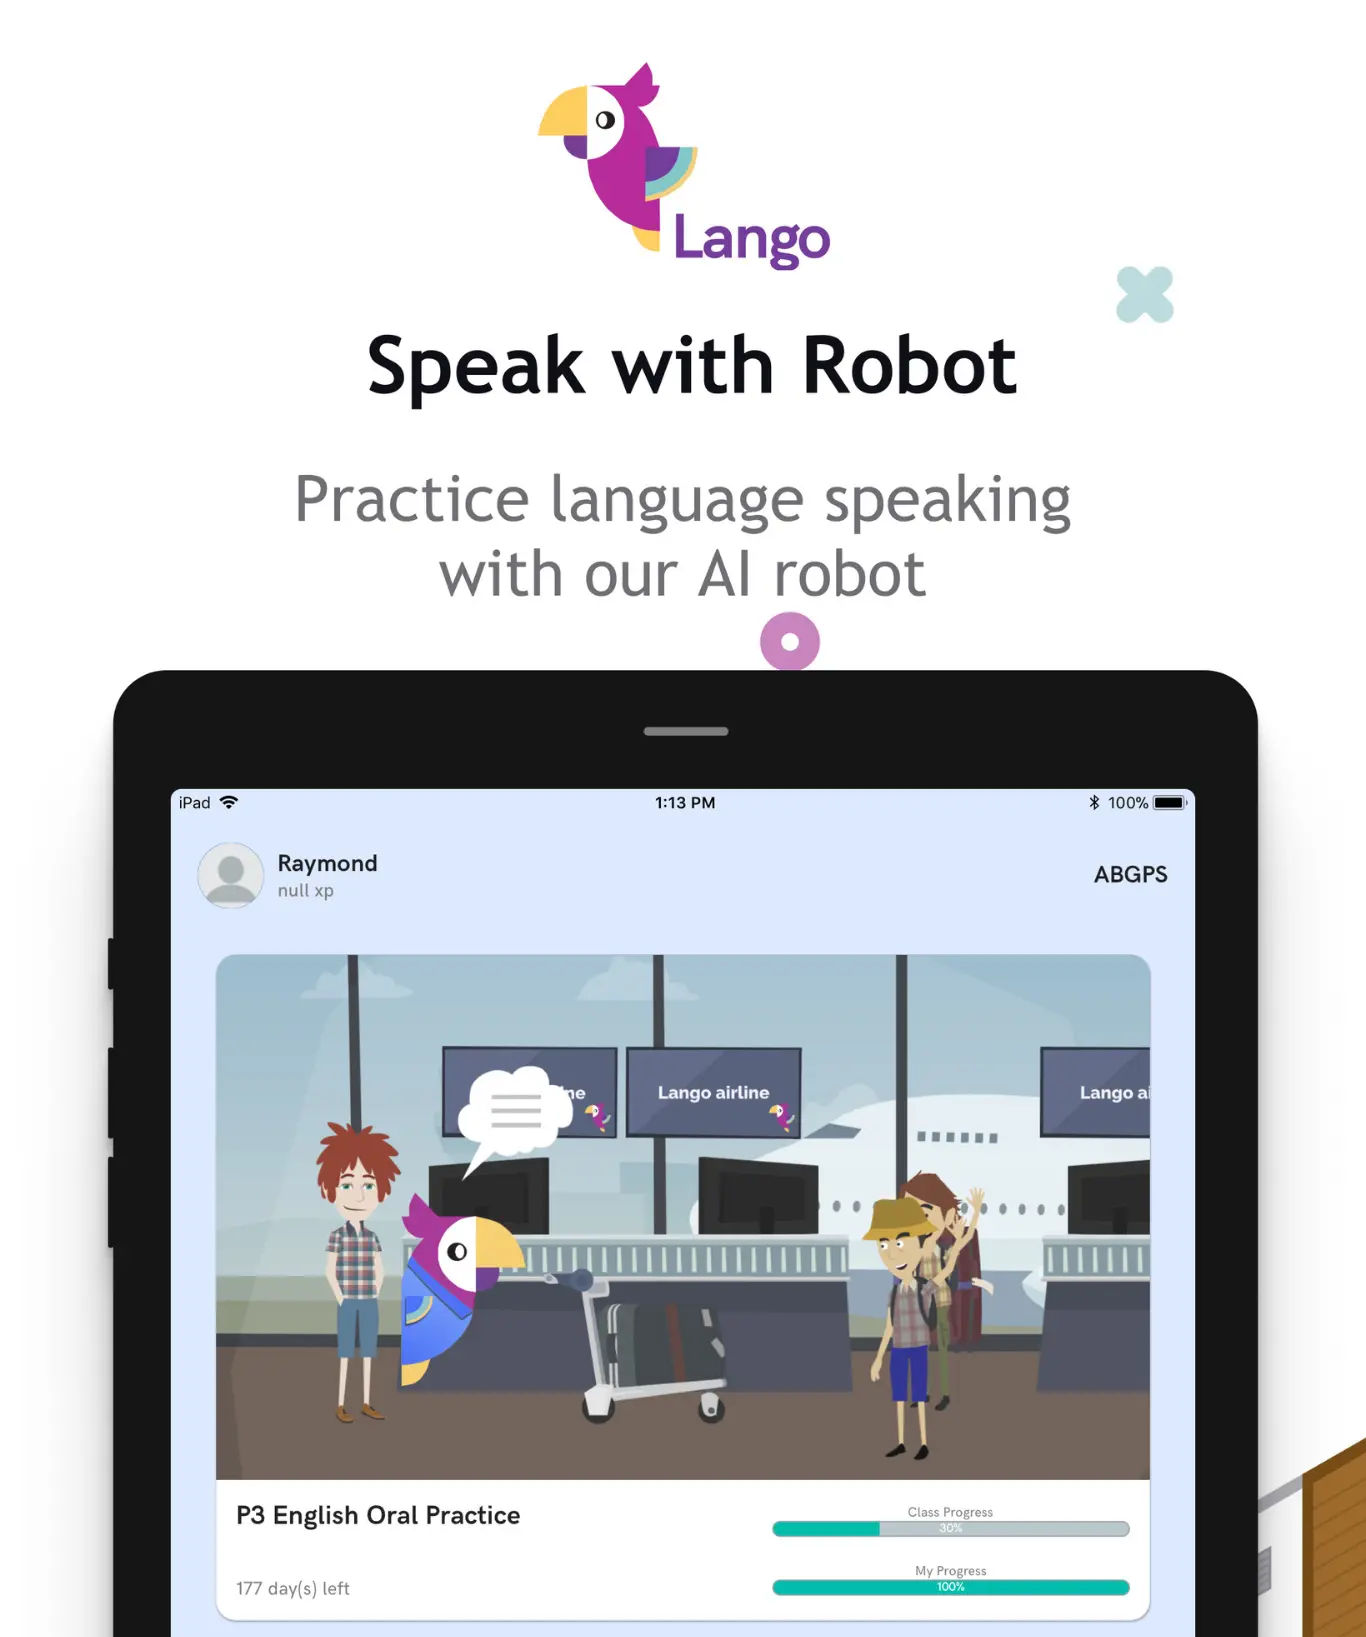 Lango
Speak with Robot
Practice language speaking
with our AI robot
iPad
1:13 PM
100%
Raymond
null xp
ABGPS
ne
Lango airline
Lango ai
P3 English Oral Practice
Class Progress
30%
My Progress
100%
177 day(s) left